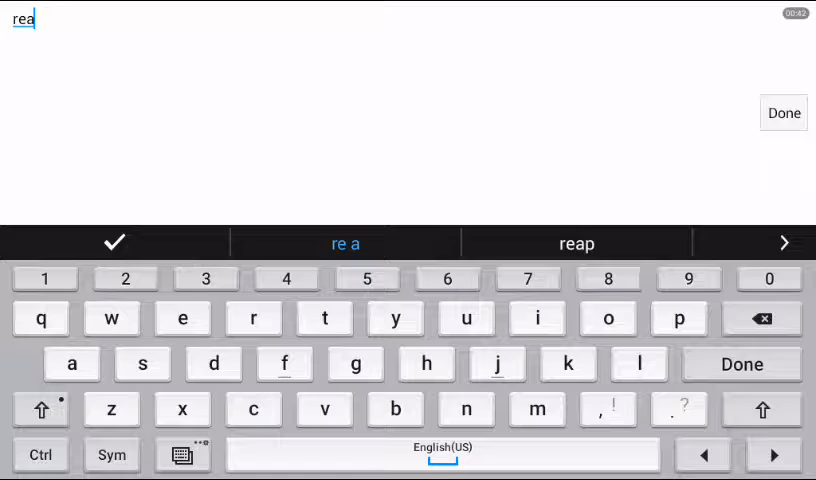 rea
00:42
Done
re a reap
1 2 3 4 5 6 7 8 9 0
q w e r t y u i o p
a s d f g h j k l Done
z x c v b n m , ! . ?
Ctrl Sym English(US)